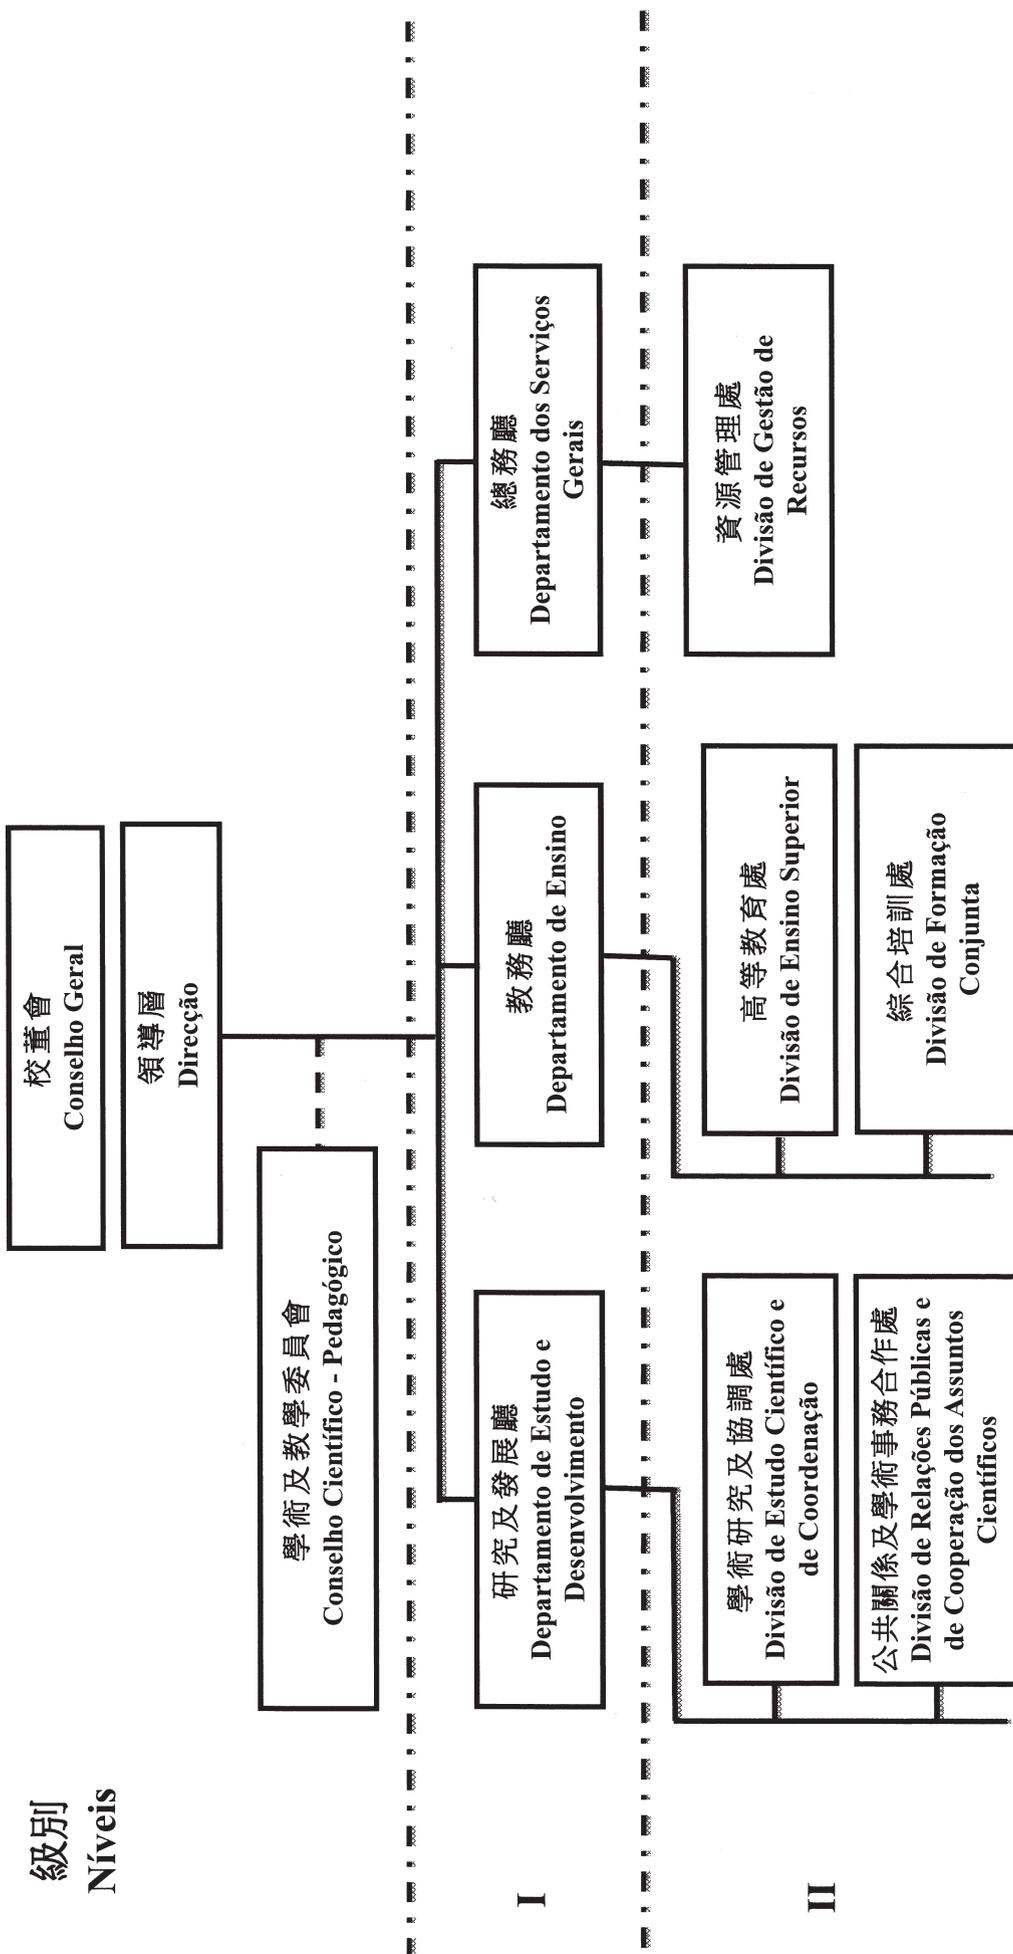 級別
Níveis
校董會
Conselho Geral
領導層
Direcção
學術及教學委員會
Conselho Científico - Pedagógico
I
研究及發展廳
Departamento de Estudo e
Desenvolvimento
教務廳
Departamento de Ensino
總務廳
Departamento dos Serviços
Gerais
II
學術研究及協調處
Divisão de Estudo Científico e
de Coordenação
公共關係及學術事務合作處
Divisão de Relações Públicas e
de Cooperação dos Assuntos
Científicos
高等教育處
Divisão de Ensino Superior
綜合培訓處
Divisão de Formação
Conjunta
資源管理處
Divisão de Gestão de
Recursos